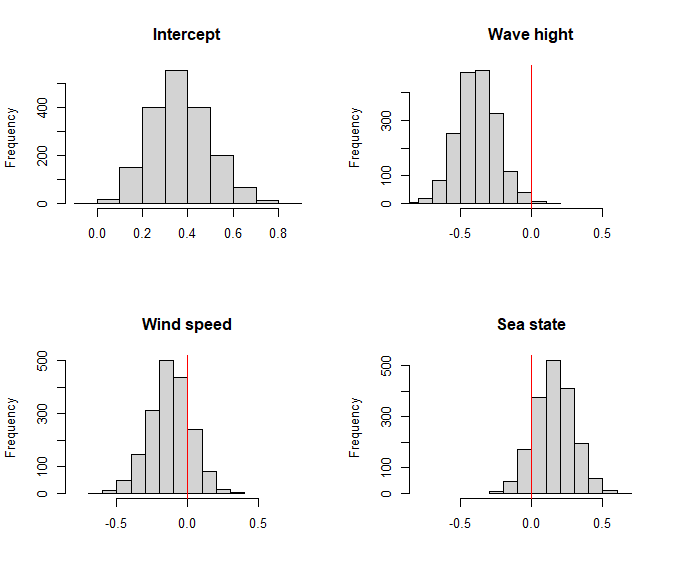 Intercept
Frequency
0 200 400
0.0 0.2 0.4 0.6 0.8
Wave hight
Frequency
0 100 300
-0.5 0.0 0.5
Wind speed
Frequency
0 100 300 500
-0.5 0.0 0.5
Sea state
Frequency
0 100 300 500
-0.5 0.0 0.5